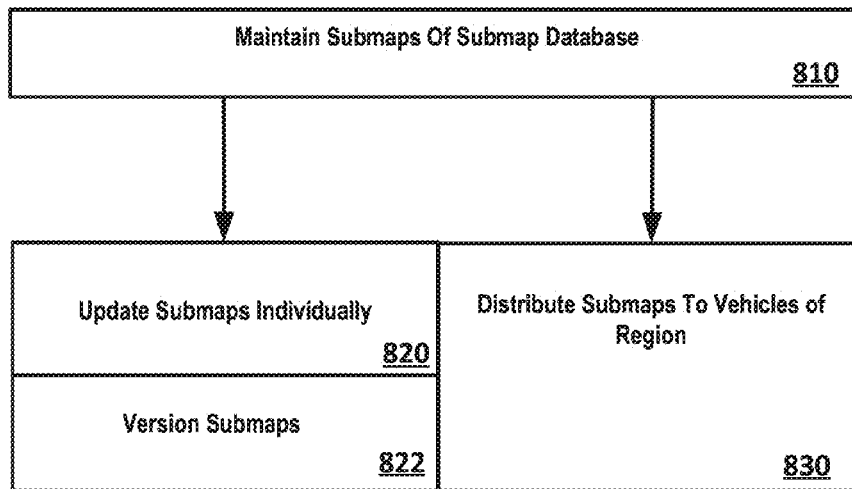 Maintain Submaps Of Submap Database
810
Update Submaps Individually
820
Version Submaps
822
Distribute Submaps To Vehicles of
Region
830